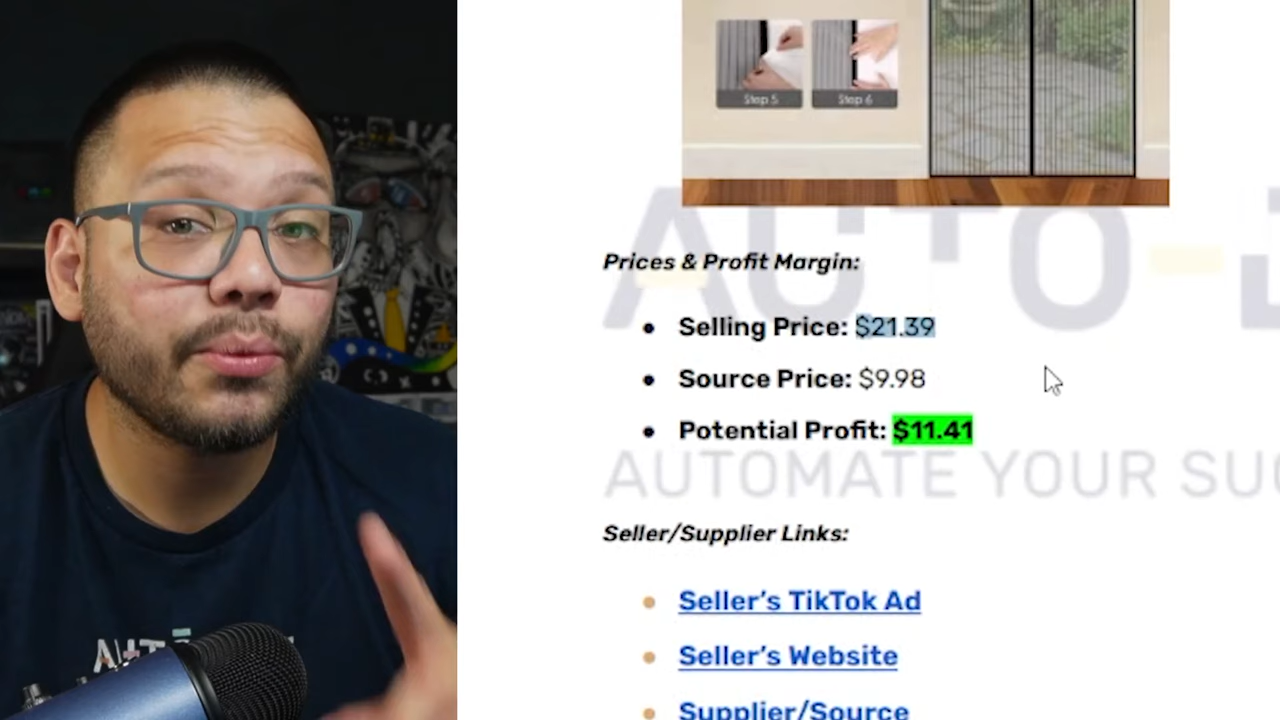 Step 5
Step 6
Prices & Profit Margin:
Selling Price: $21.39
Source Price: $9.98
Potential Profit: $11.41
AUTOMATE YOUR
Seller/Supplier Links:
Seller's TikTok Ad
Seller's Website
Supplier/Source